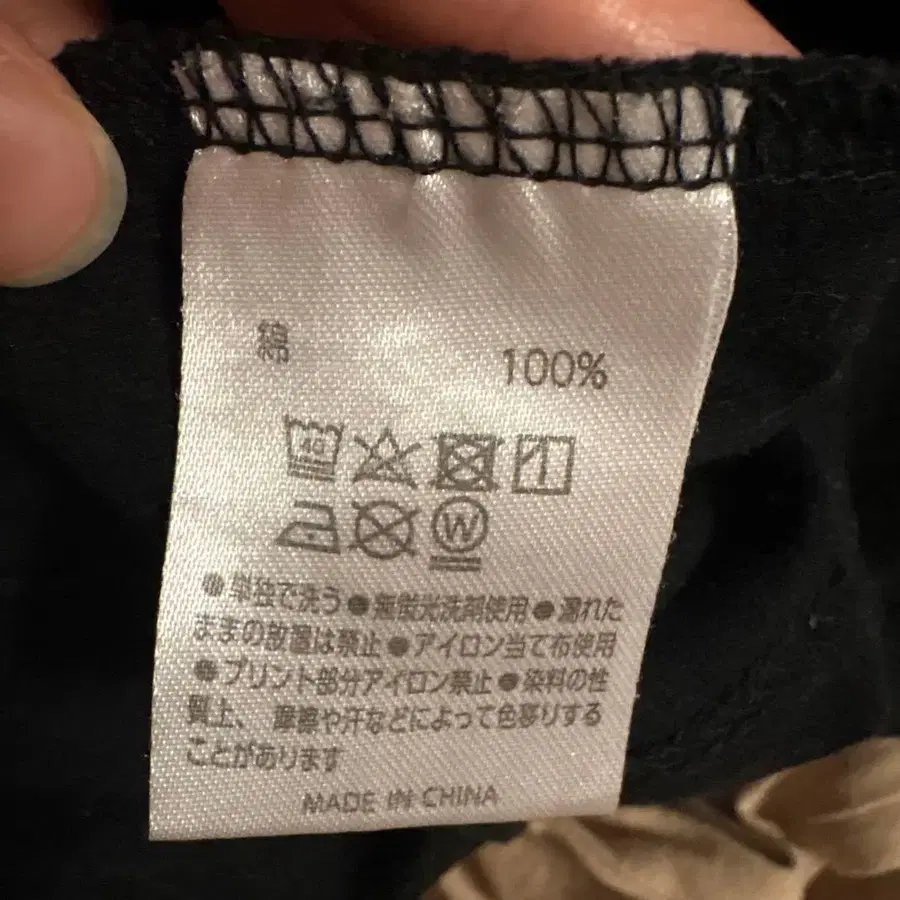 綿 100%
40
W
●単独で洗う●無蛍光洗剤使用●濡れた
ままの放置は禁止●アイロン当て布使用
●プリント部分アイロン禁止●染料の性
質上、摩擦や汗などによって色移りする
ことがあります
MADE IN CHINA